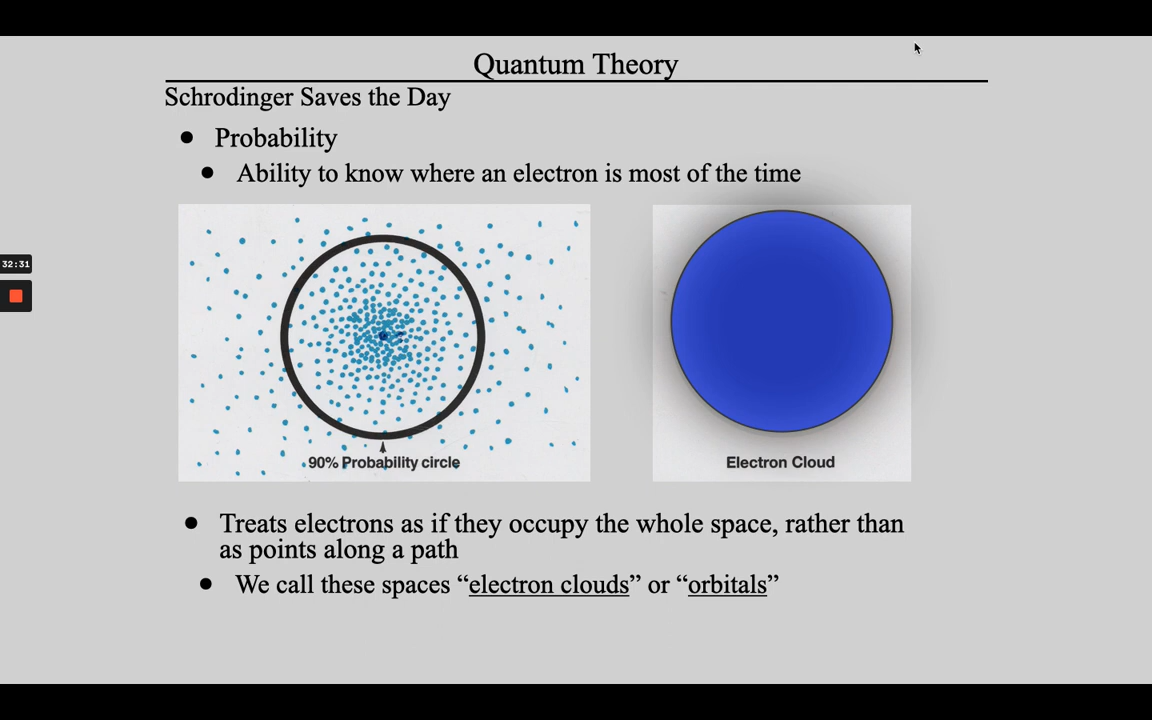 Quantum Theory
Schrodinger Saves the Day
● Probability
● Ability to know where an electron is most of the time
32:31
90% Probability circle
Electron Cloud
● Treats electrons as if they occupy the whole space, rather than
as points along a path
● We call these spaces “electron clouds” or “orbitals”